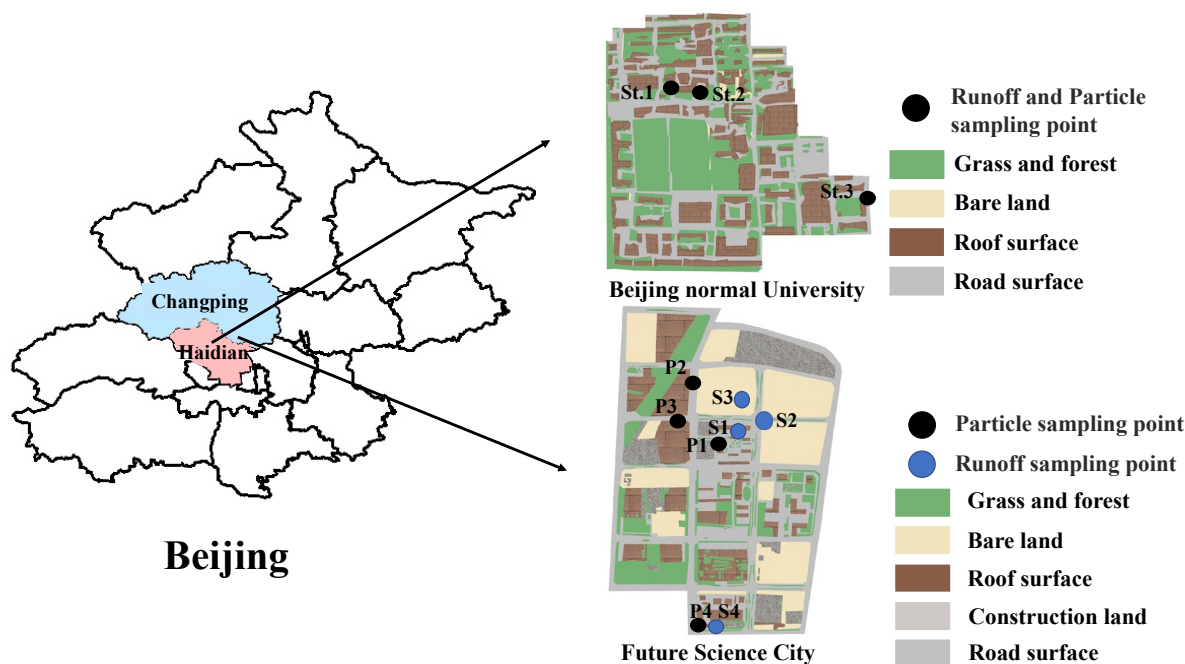 Changping
Haidian
Beijing
St.1
St.2
St.3
Beijing normal University
Runoff and Particle
sampling point
Grass and forest
Bare land
Roof surface
Road surface
P2
S3
P3
S1
S2
P1
P4
S4
Future Science City
Particle sampling point
Runoff sampling point
Grass and forest
Bare land
Roof surface
Construction land
Road surface